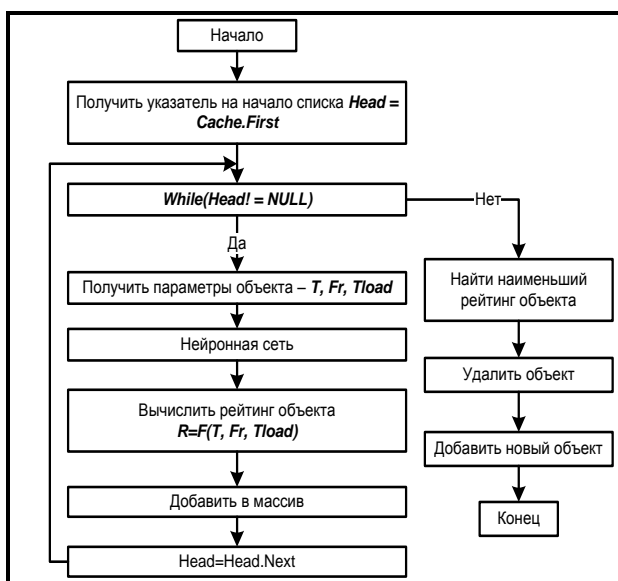 Начало
Получить указатель на начало списка Head =
Cache.First
While(Head! = NULL)
Нет
Да
Получить параметры объекта – T, Fr, Tload
Нейронная сеть
Вычислить рейтинг объекта
R=F(T, Fr, Tload)
Добавить в массив
Head=Head.Next
Найти наименьший
рейтинг объекта
Удалить объект
Добавить новый объект
Конец